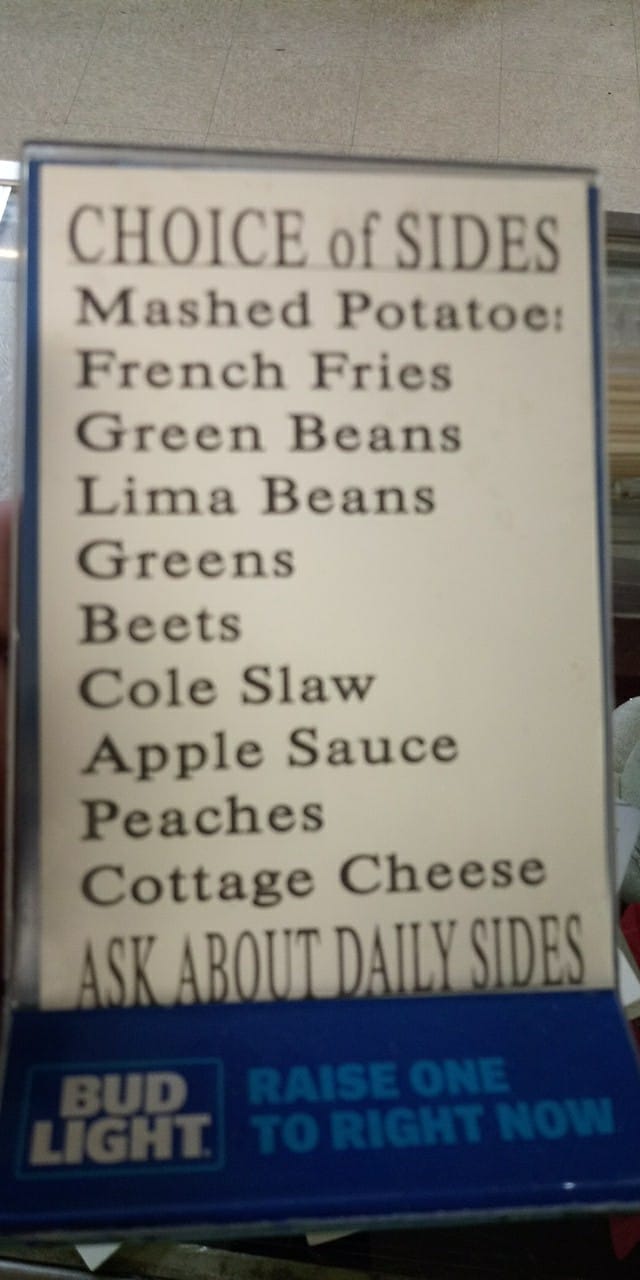 CHOICE of SIDES
Mashed Potatoe
French Fries
Green Beans
Lima Beans
Greens
Beets
Cole Slaw
Apple Sauce
Peaches
Cottage Cheese
ASK ABOUT DAILY SIDES
BUD
LIGHT
RAISE ONE
TO RIGHT NOW